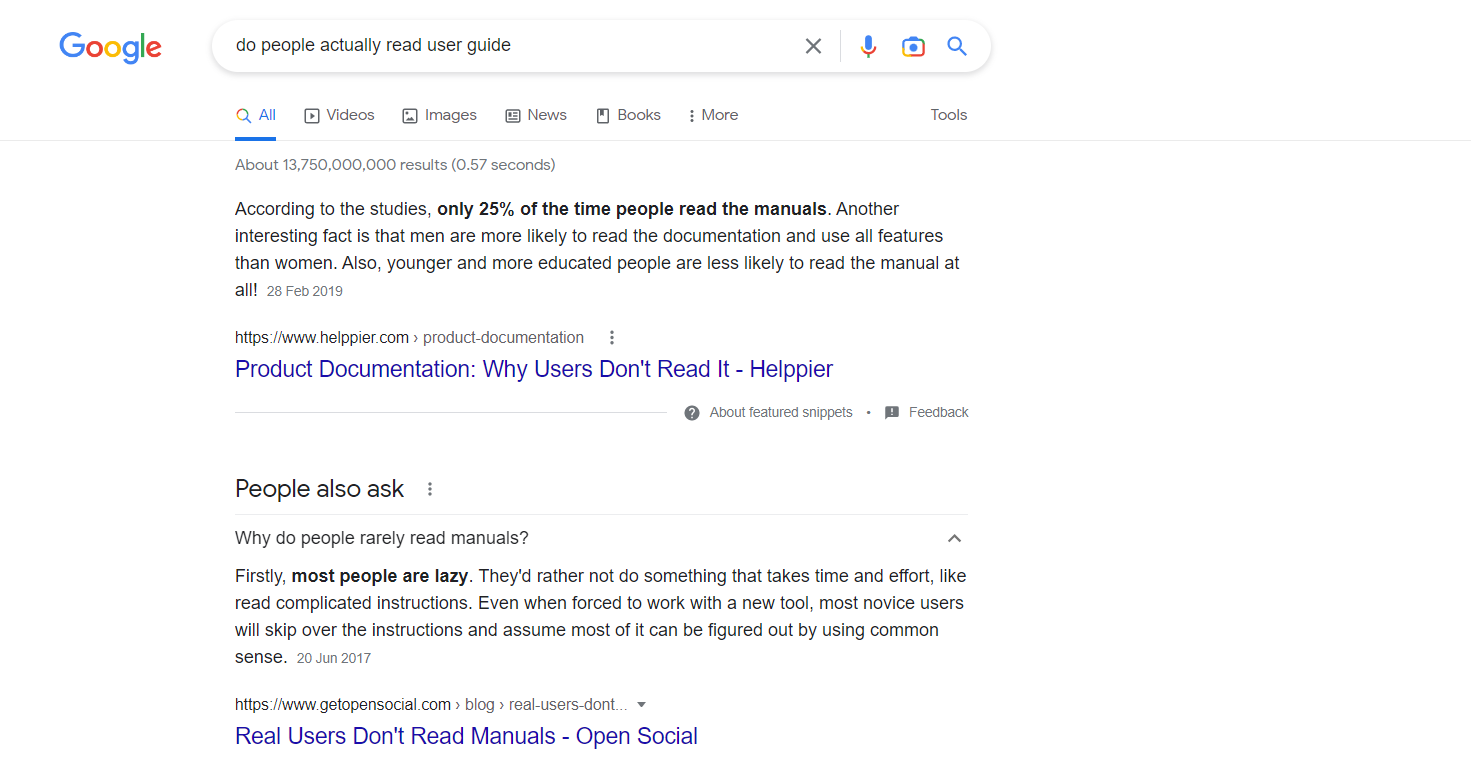 Google
do people actually read user guide
All Videos Images News Books More Tools
About 13,750,000,000 results (0.57 seconds)
According to the studies, only 25% of the time people read the manuals. Another
interesting fact is that men are more likely to read the documentation and use all features
than women. Also, younger and more educated people are less likely to read the manual at
all! 28 Feb 2019
https://www.helppier.com › product-documentation
Product Documentation: Why Users Don't Read It - Helppier
About featured snippets • Feedback
People also ask
Why do people rarely read manuals?
Firstly, most people are lazy. They'd rather not do something that takes time and effort, like
read complicated instructions. Even when forced to work with a new tool, most novice users
will skip over the instructions and assume most of it can be figured out by using common
sense. 20 Jun 2017
https://www.getopensocial.com › blog › real-users-dont...
Real Users Don't Read Manuals - Open Social